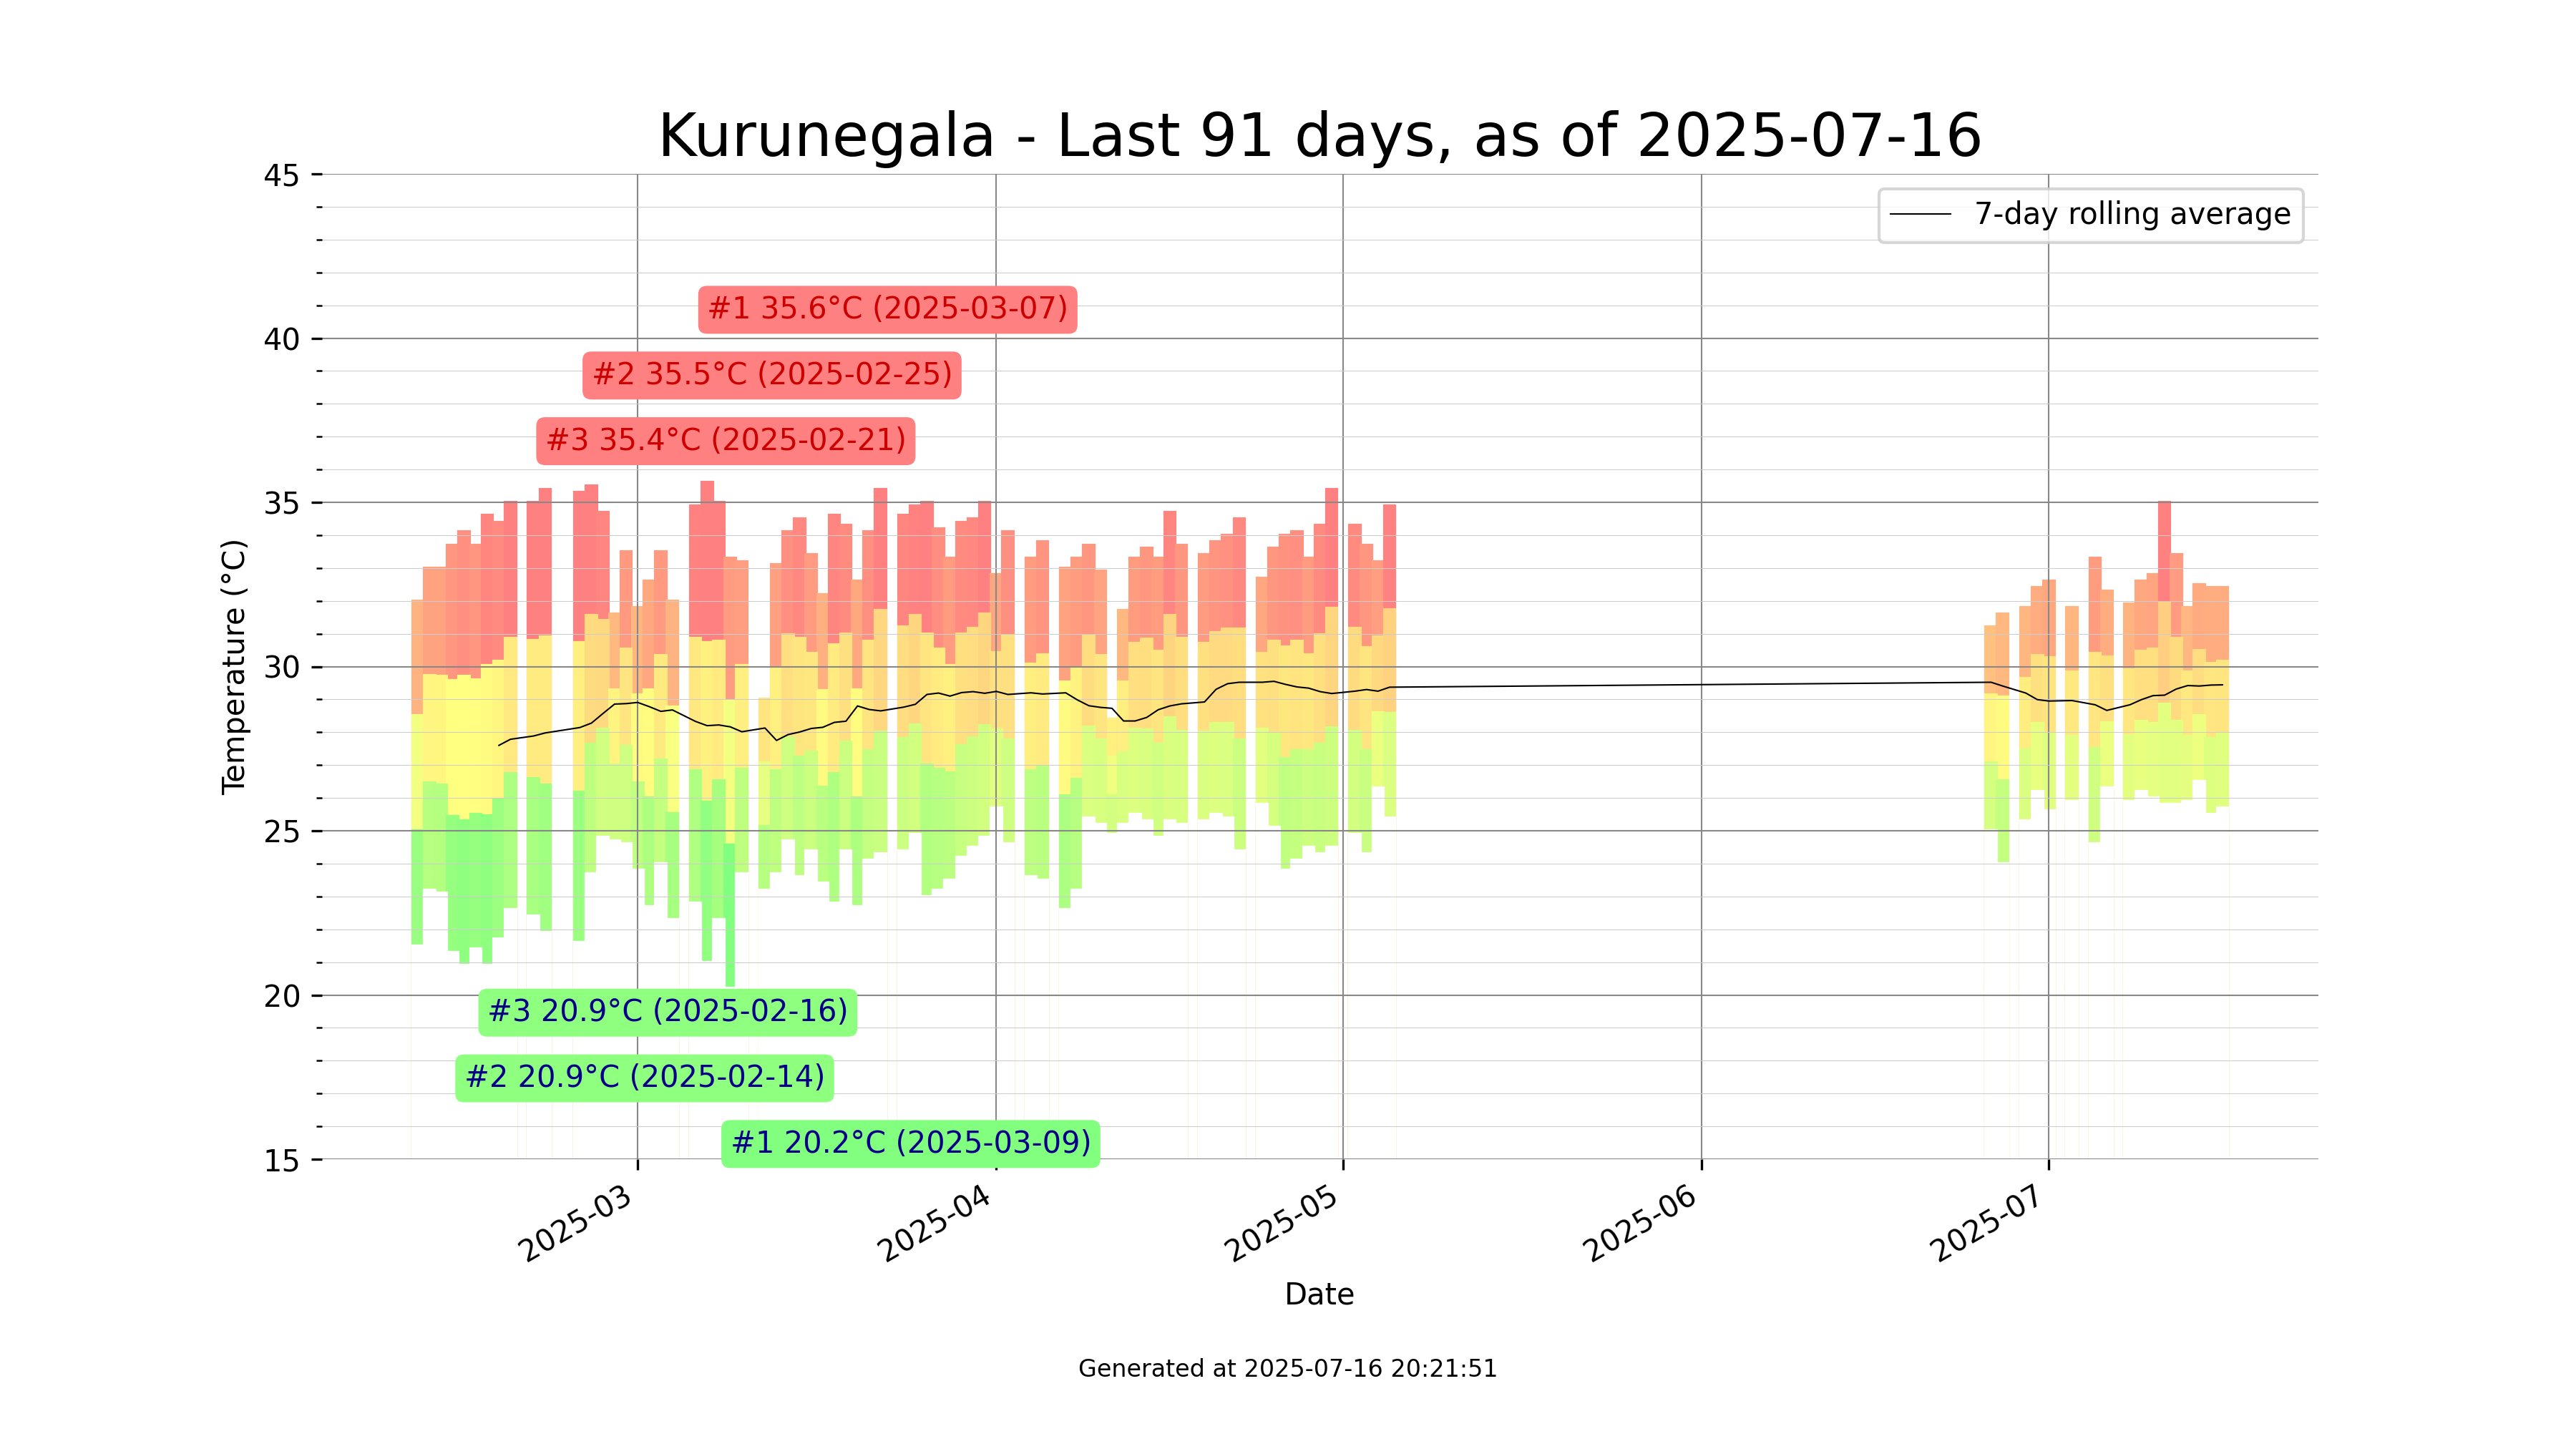 Kurunegala - Last 91 days, as of 2025-07-16
7-day rolling average
45
40
35
30
25
20
15
Temperature (°C)
#1 35.6°C (2025-03-07)
#2 35.5°C (2025-02-25)
#3 35.4°C (2025-02-21)
#3 20.9°C (2025-02-16)
#2 20.9°C (2025-02-14)
#1 20.2°C (2025-03-09)
2025-03
2025-04
2025-05
2025-06
2025-07
Date
Generated at 2025-07-16 20:21:51